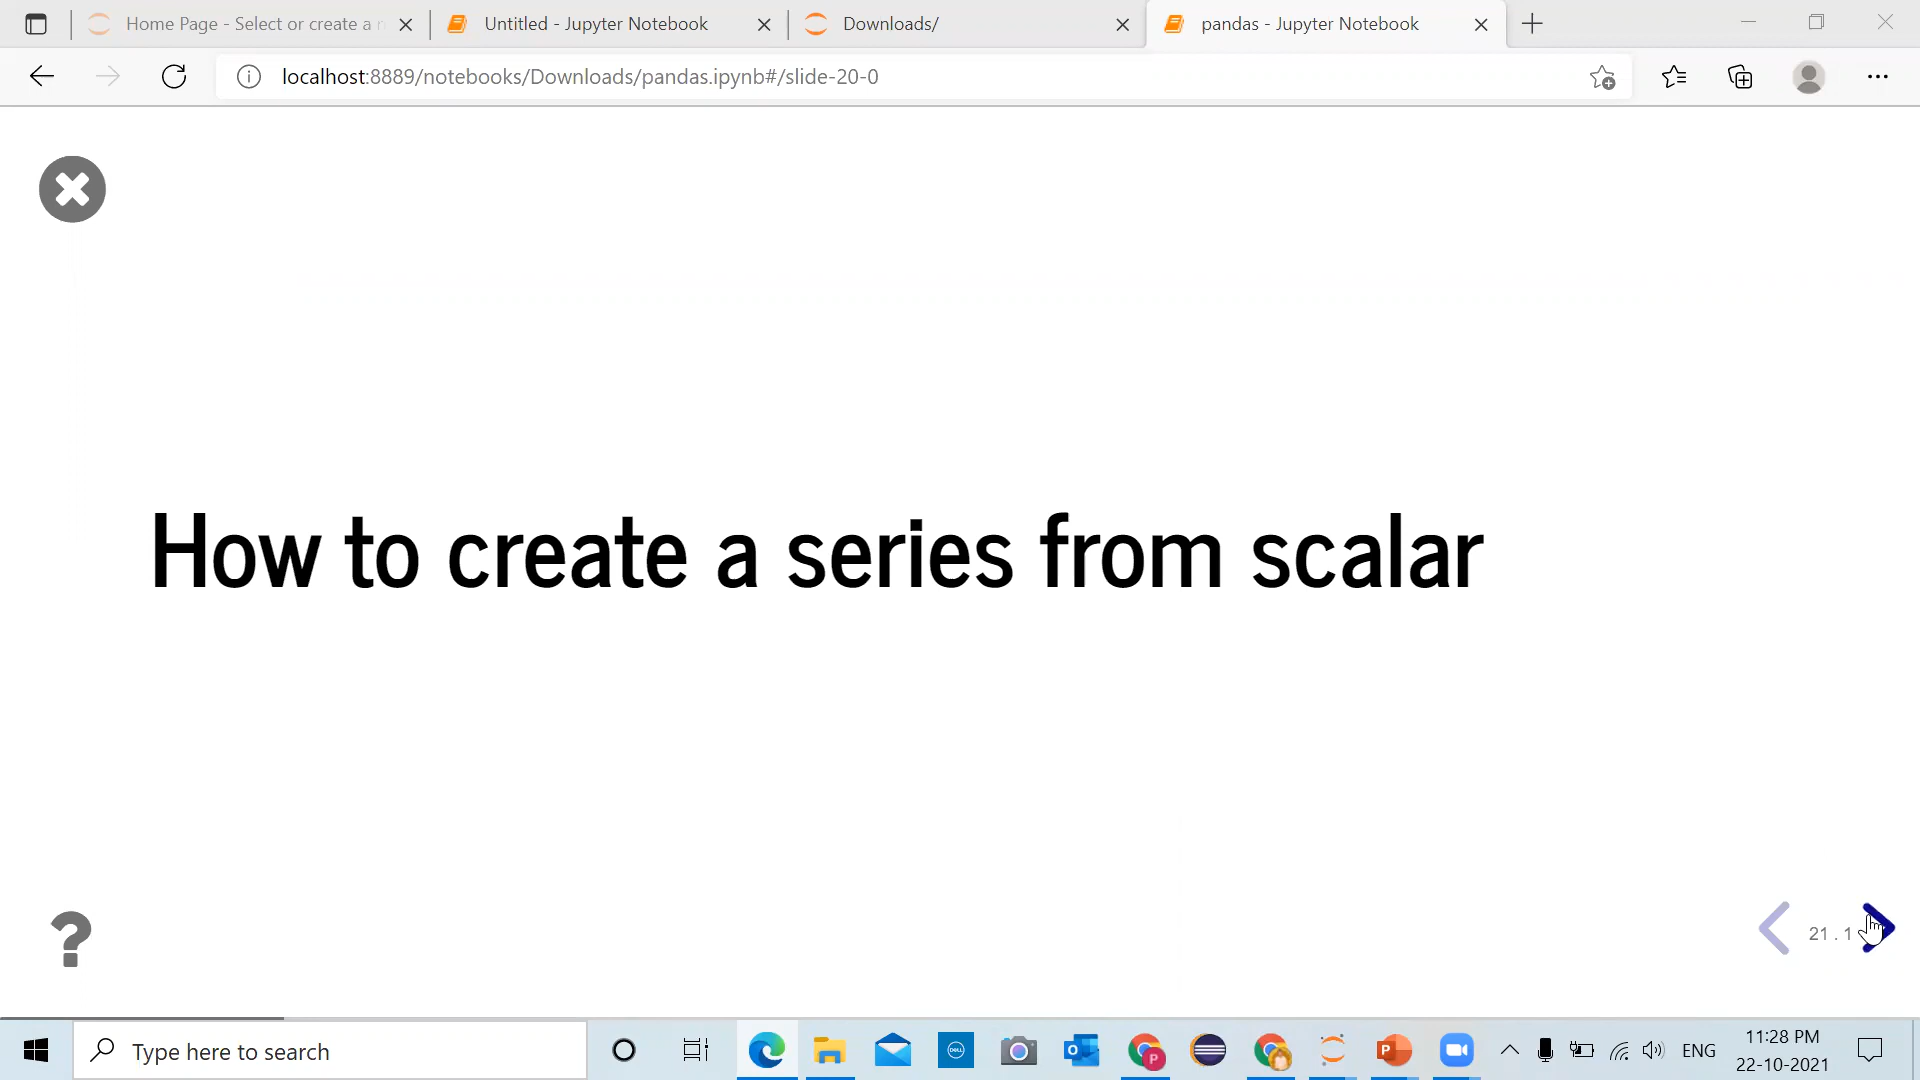 Home Page - Select or create a n
Untitled - Jupyter Notebook
Downloads/
pandas - Jupyter Notebook
localhost:8889/notebooks/Downloads/pandas.ipynb#/slide-20-0
How to create a series from scalar
?
21 . 1
Type here to search
DELL
O
P
P
ENG
11:28 PM
22-10-2021